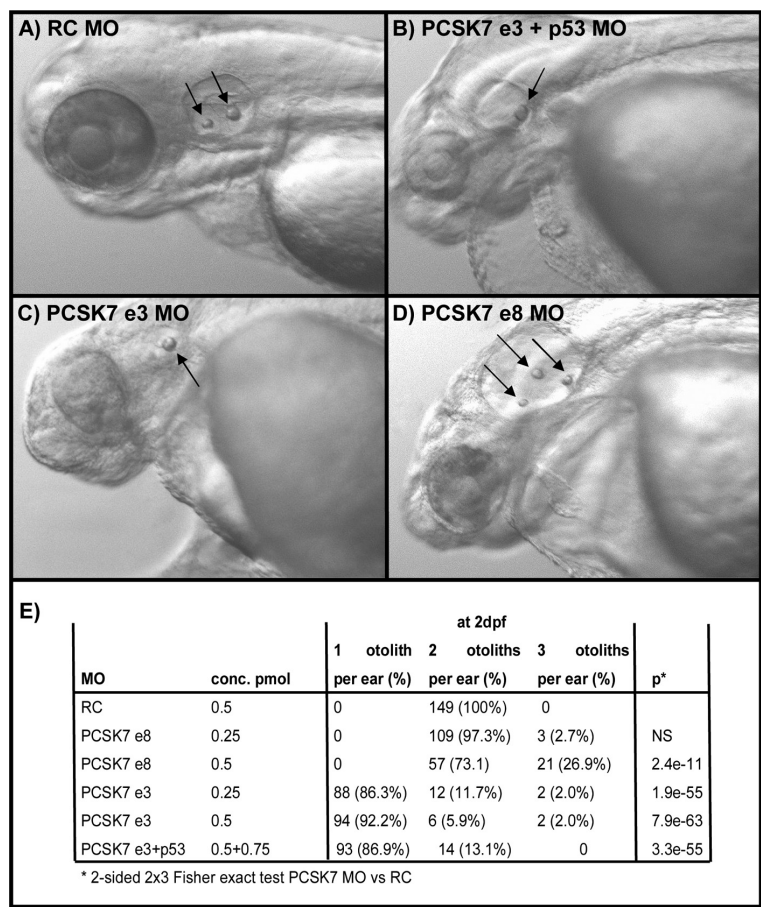 A) RC MO
B) PCSK7 e3 + p53 MO
C) PCSK7 e3 MO
D) PCSK7 e8 MO
E)
at 2dpf
1 otolith 2 otoliths 3 otoliths
MO conc. pmol per ear (%) per ear (%) per ear (%) p*
RC 0.5 0 149 (100%) 0
PCSK7 e8 0.25 0 109 (97.3%) 3 (2.7%) NS
PCSK7 e8 0.5 0 57 (73.1) 21 (26.9%) 2.4e-11
PCSK7 e3 0.25 88 (86.3%) 12 (11.7%) 2 (2.0%) 1.9e-55
PCSK7 e3 0.5 94 (92.2%) 6 (5.9%) 2 (2.0%) 7.9e-63
PCSK7 e3+p53 0.5+0.75 93 (86.9%) 14 (13.1%) 0 3.3e-55
* 2-sided 2x3 Fisher exact test PCSK7 MO vs RC